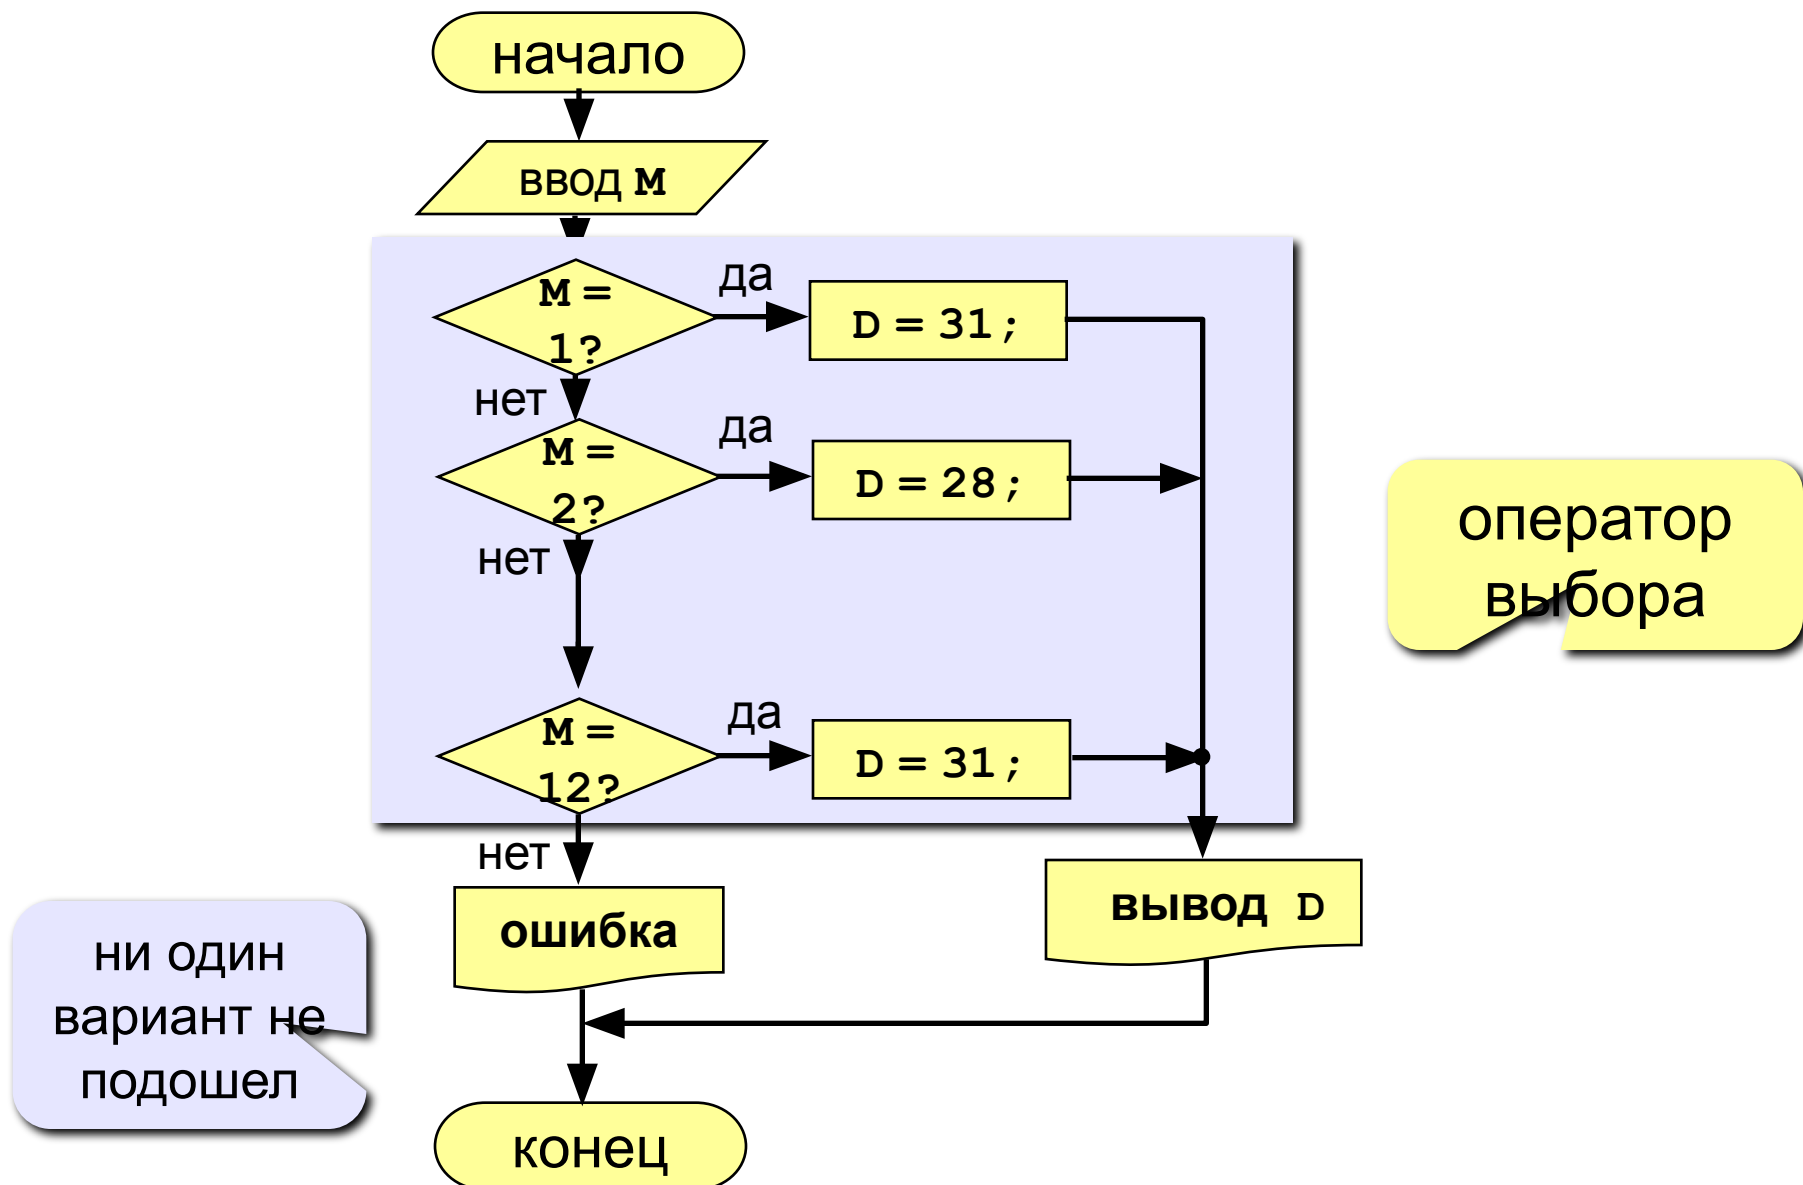 начало
ввод M
M =
1?
да
D = 31;
нет
M =
2?
да
D = 28;
нет
оператор
выбора
M =
12?
да
D = 31;
нет
ошибка
вывод D
ни один
вариант не
подошел
конец